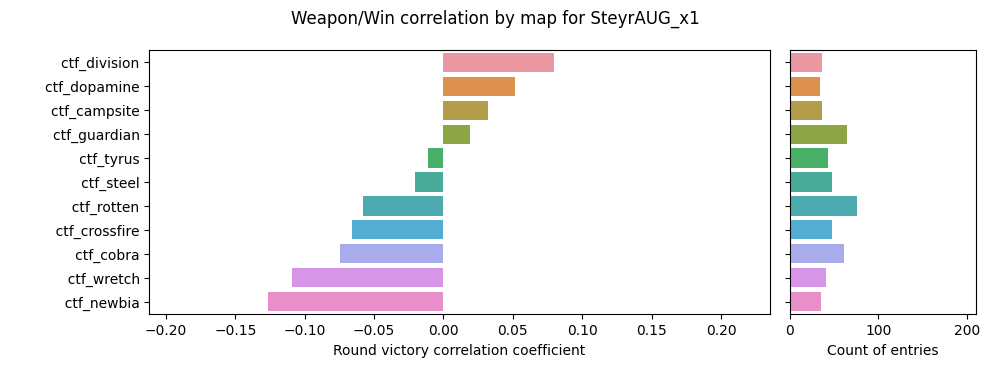 Weapon/Win correlation by map for SteyrAUG_x1
ctf_division
ctf_dopamine
ctf_campsite
ctf_guardian
ctf_tyrus
ctf_steel
ctf_rotten
ctf_crossfire
ctf_cobra
ctf_wretch
ctf_newbia
−0.20 −0.15 −0.10 −0.05 0.00 0.05 0.10 0.15 0.20
Round victory correlation coefficient
0 100 200
Count of entries